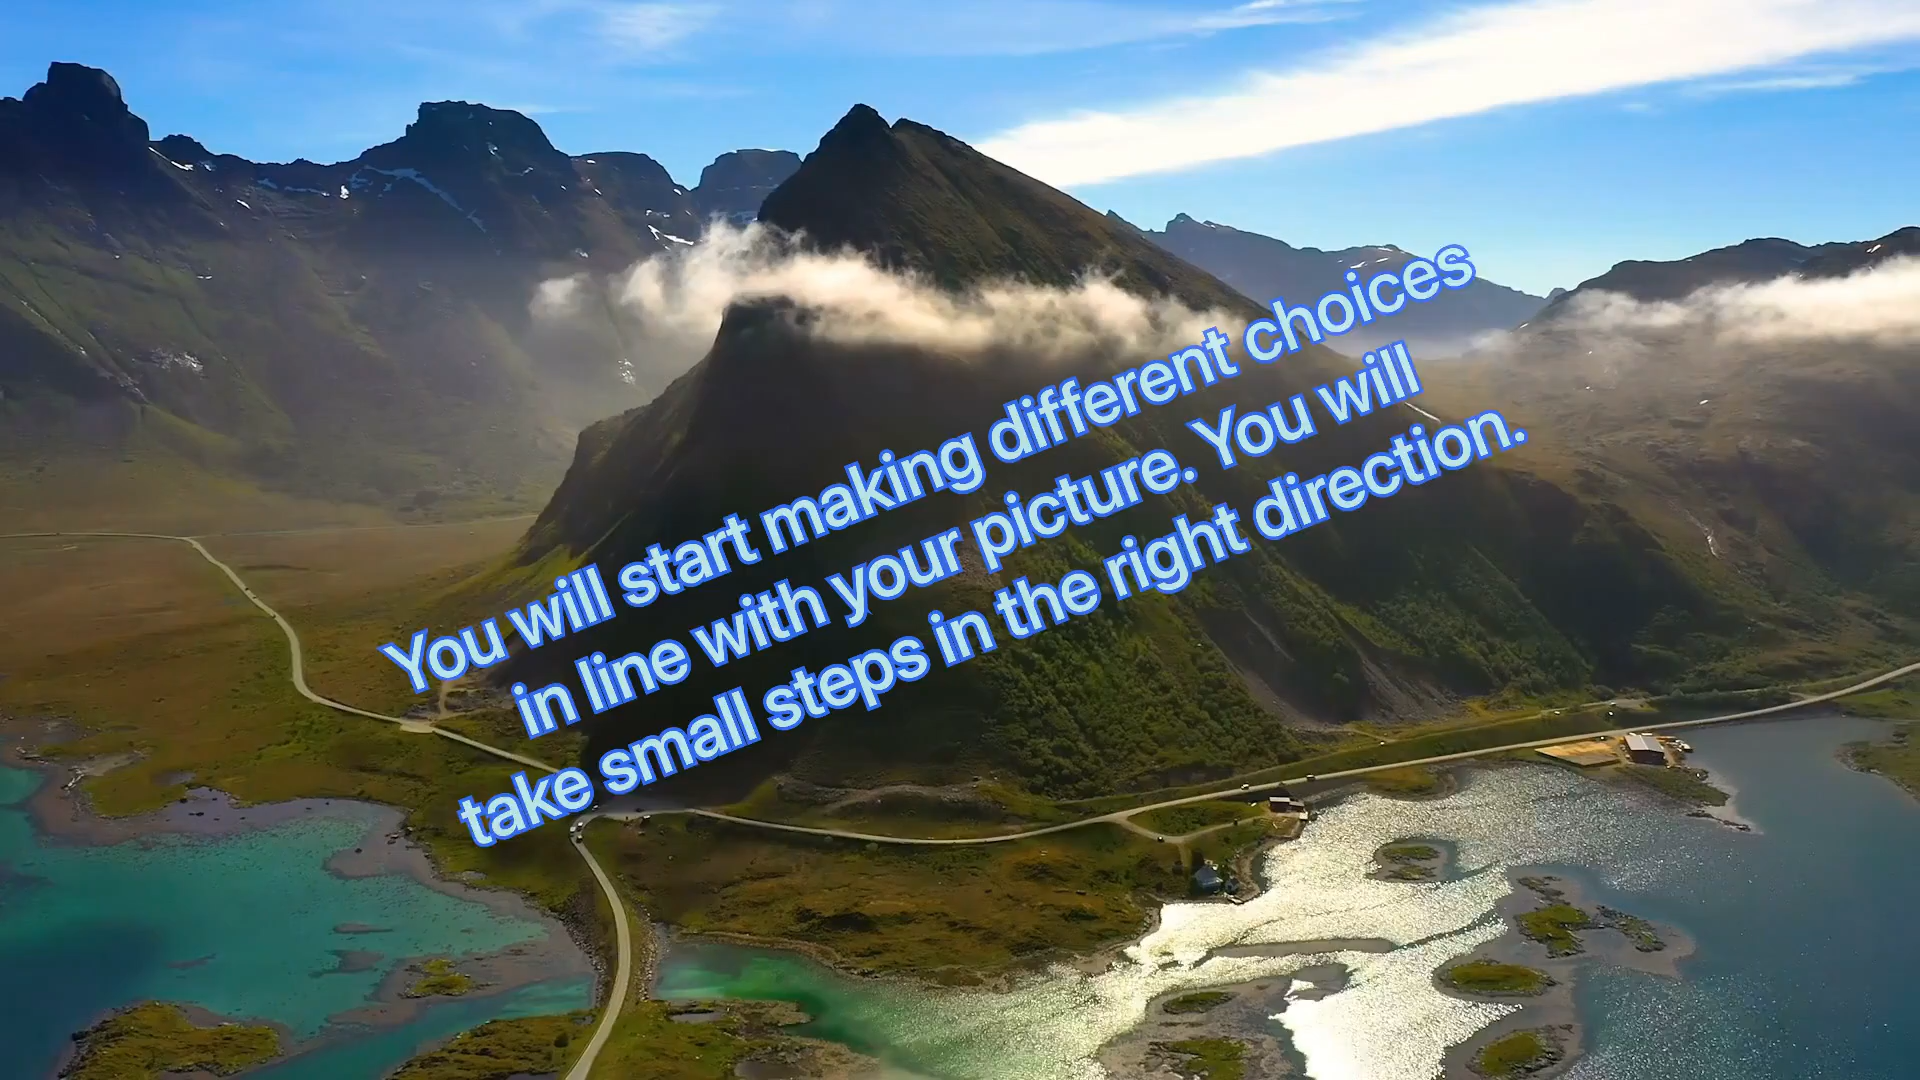 You will start making different choices
in line with your picture. You will
take small steps in the right direction.